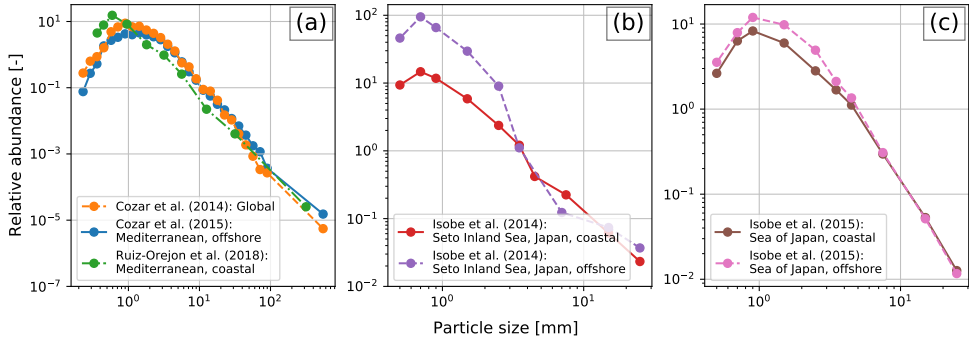 (a)
(b)
(c)
Relative abundance [-]
10^1
10^-1
10^-3
10^-5
10^-7
Cozar et al. (2014): Global
Cozar et al. (2015):
Mediterranean, offshore
Ruiz-Orejon et al. (2018):
Mediterranean, coastal
10^0
10^1
10^2
10^2
10^1
10^0
10^-1
10^-2
Isobe et al. (2014):
Seto Inland Sea, Japan, coastal
Isobe et al. (2014):
Seto Inland Sea, Japan, offshore
10^0
10^1
10^1
10^0
10^-1
10^-2
Isobe et al. (2015):
Sea of Japan, coastal
Isobe et al. (2015):
Sea of Japan, offshore
10^0
10^1
Particle size [mm]